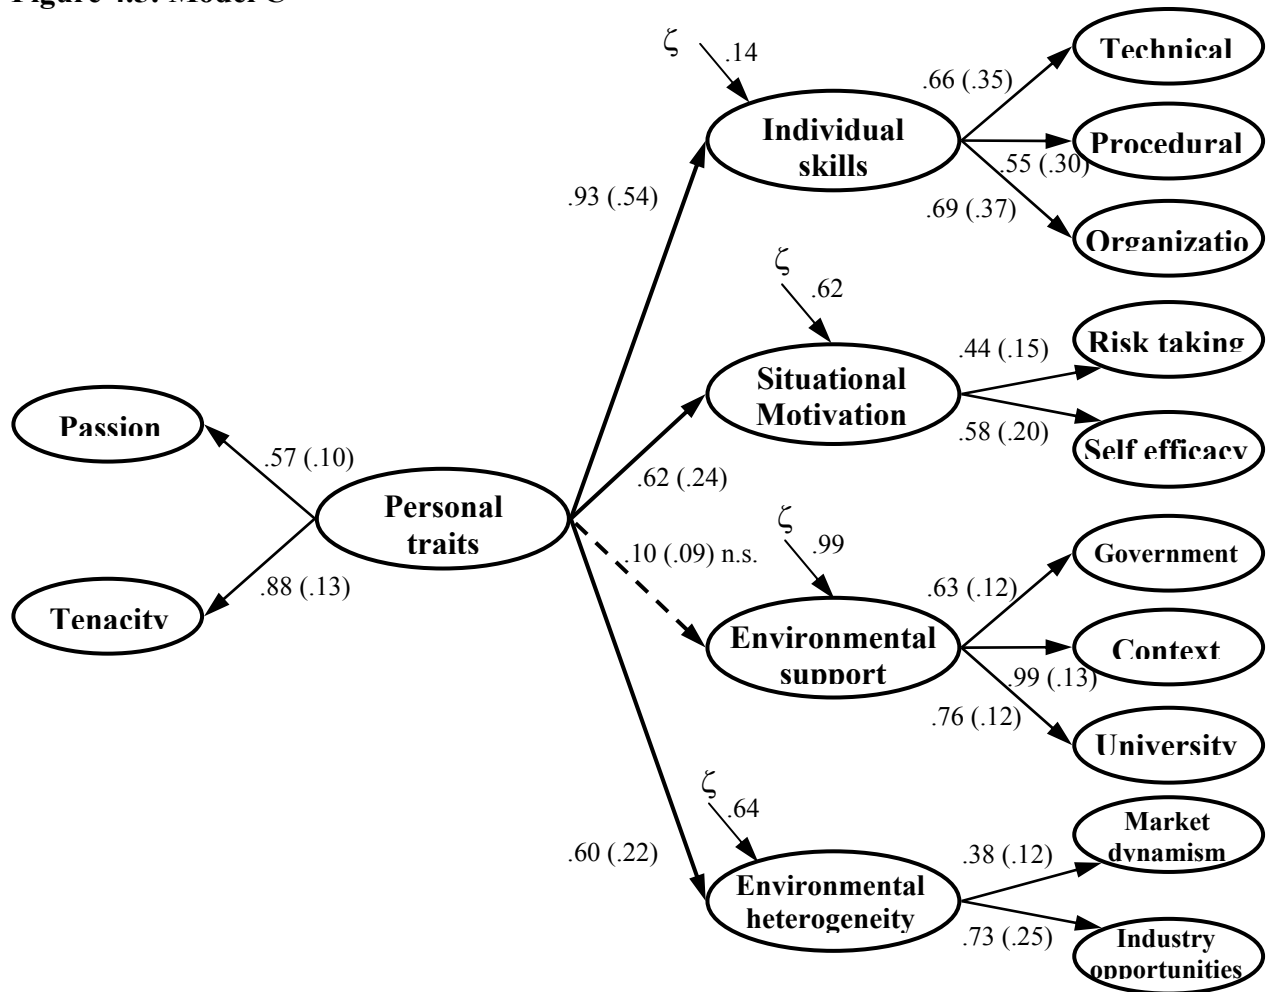 Figure 4.3: Model C
ζ
.14
Individual
skills
.66 (.35)
Technical
.55 (.30)
Procedural
.69 (.37)
Organizatio
.93 (.54)
ζ
.62
Situational
Motivation
.44 (.15)
Risk taking
.58 (.20)
Self efficacy
.62 (.24)
Passion
.57 (.10)
Personal
traits
.88 (.13)
Tenacity
.10 (.09) n.s.
ζ
.99
Environmental
support
.63 (.12)
Government
.99 (.13)
Context
.76 (.12)
University
.60 (.22)
ζ
.64
Environmental
heterogeneity
.38 (.12)
Market
dynamism
.73 (.25)
Industry
opportunities